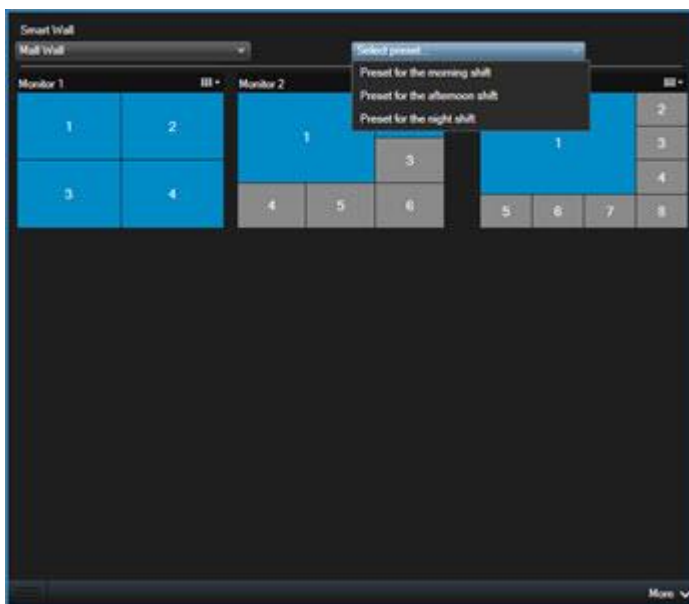 Smart Wall
Mall Wall
Select preset...
Preset for the morning shift
Preset for the afternoon shift
Preset for the night shift
Monitor 1
Monitor 2
1 2
3 4
1
3
4 5 6
1
2
3
4
5 6 7 8
More